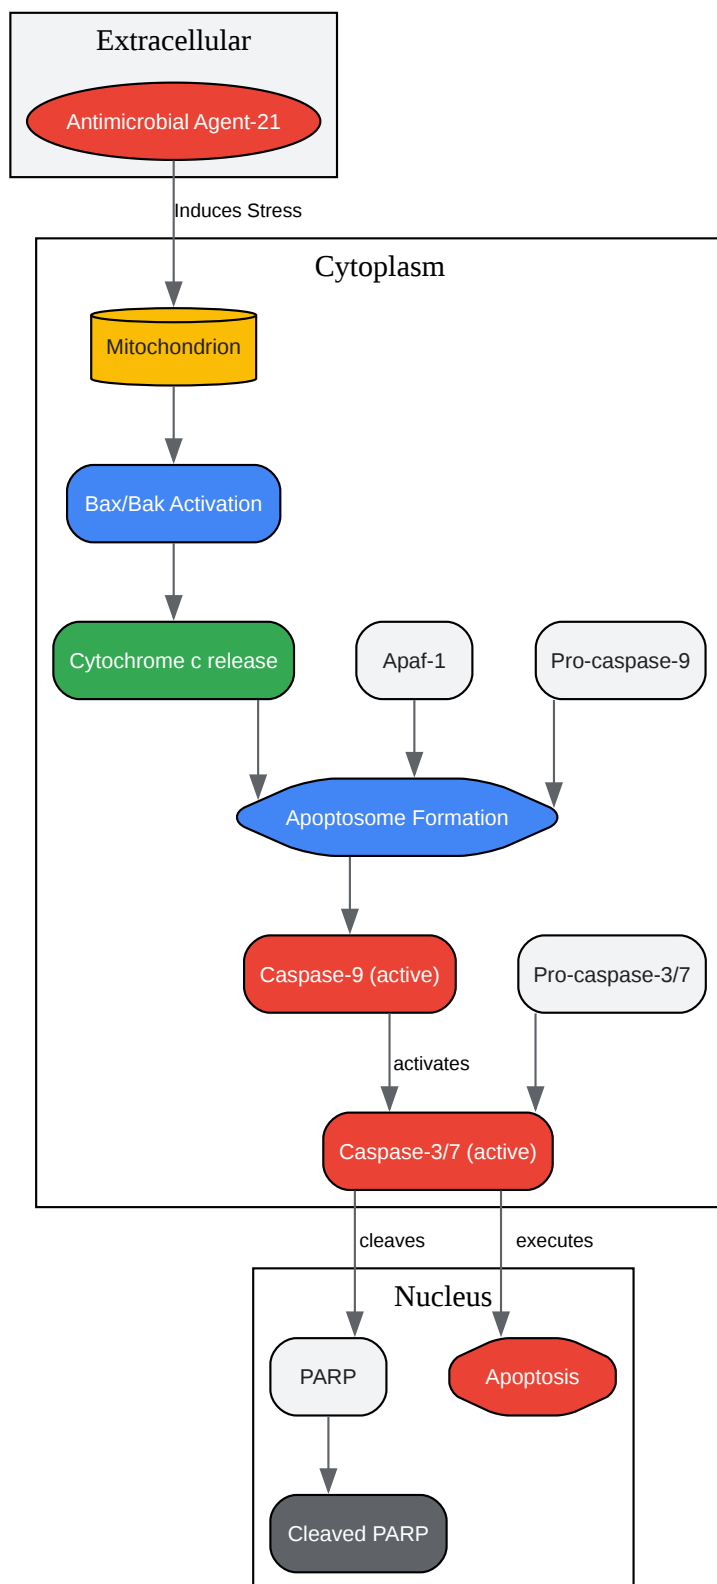 Extracellular
Antimicrobial Agent-21
Induces Stress
Cytoplasm
Mitochondrion
Bax/Bak Activation
Cytochrome c release
Apaf-1
Pro-caspase-9
Apoptosome Formation
Caspase-9 (active)
Pro-caspase-3/7
activates
Caspase-3/7 (active)
cleaves
executes
Nucleus
PARP
Apoptosis
Cleaved PARP